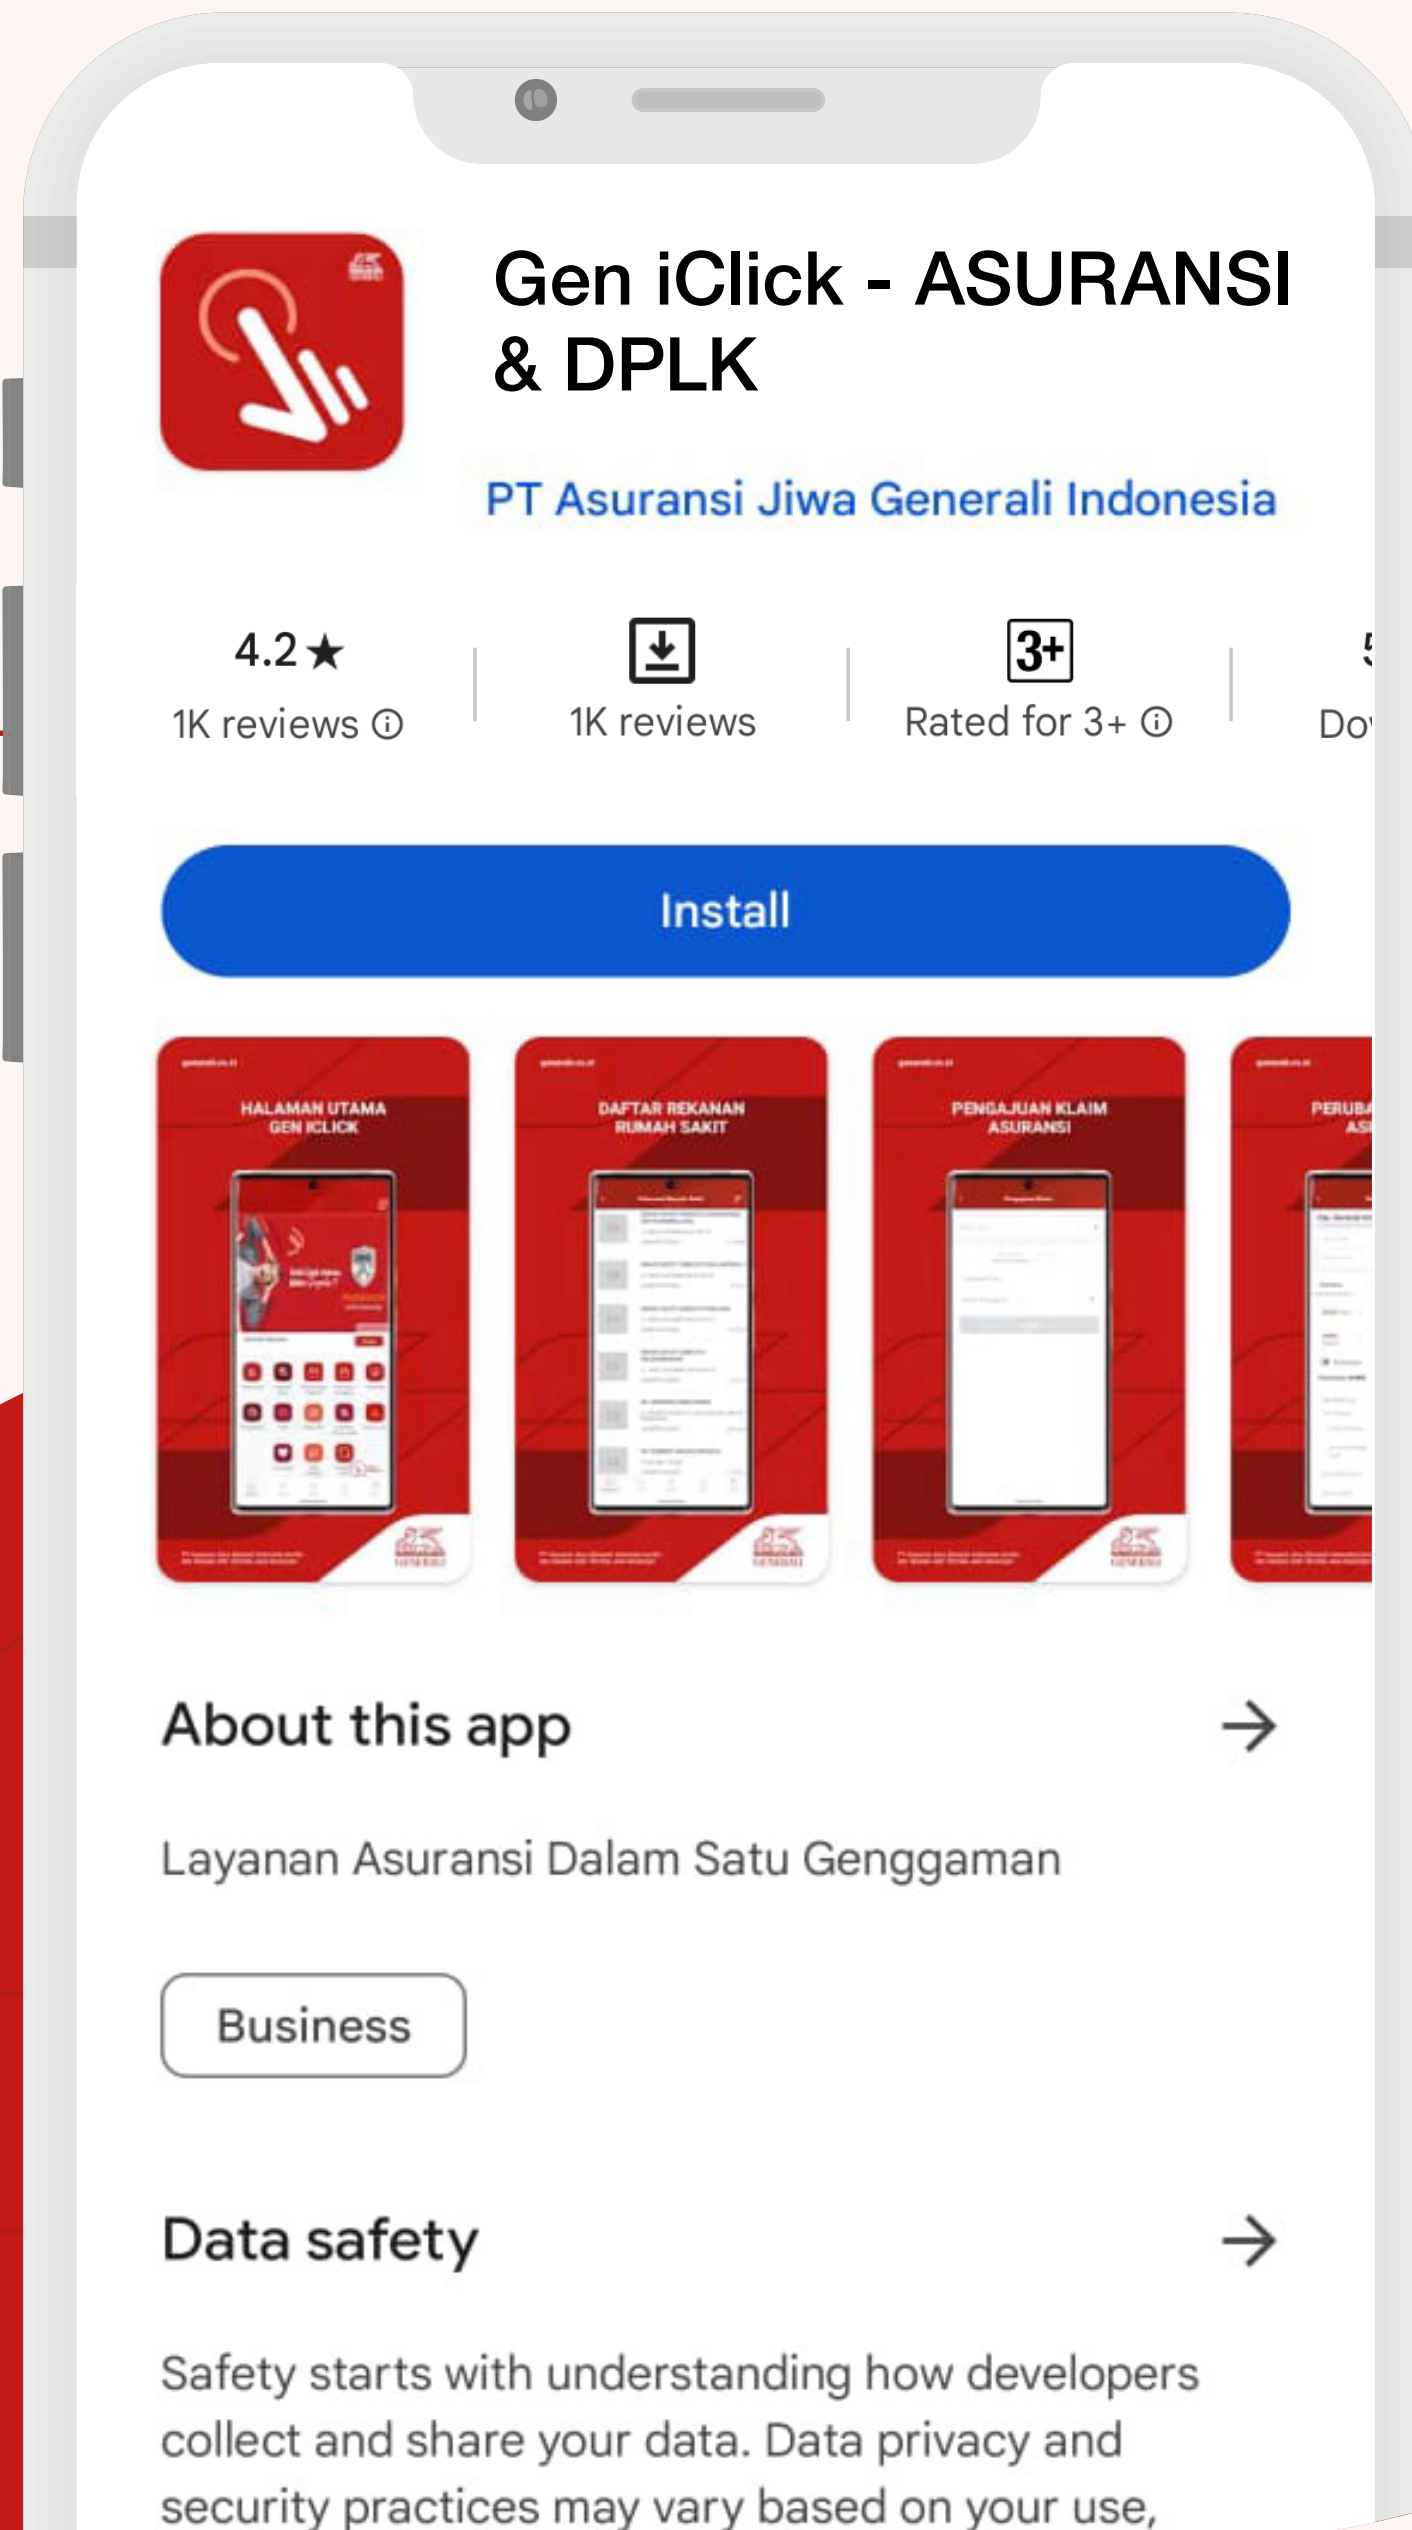 Gen iClick - ASURANSI
& DPLK
PT Asuransi Jiwa Generali Indonesia
4.2★
3+
1K reviews
1K reviews
Rated for 3+
Install
HALAMAN UTAMA
GEN ICLICK
DAFTAR REKANAN
RUMAH SAKIT
PENGAJUAN KLAIM
ASURANSI
GENERALI
GENERALI
GENERALI
About this app
Layanan Asuransi Dalam Satu Genggaman
Business
Data safety
Safety starts with understanding how developers
collect and share your data. Data privacy and
security practices may vary based on your use,